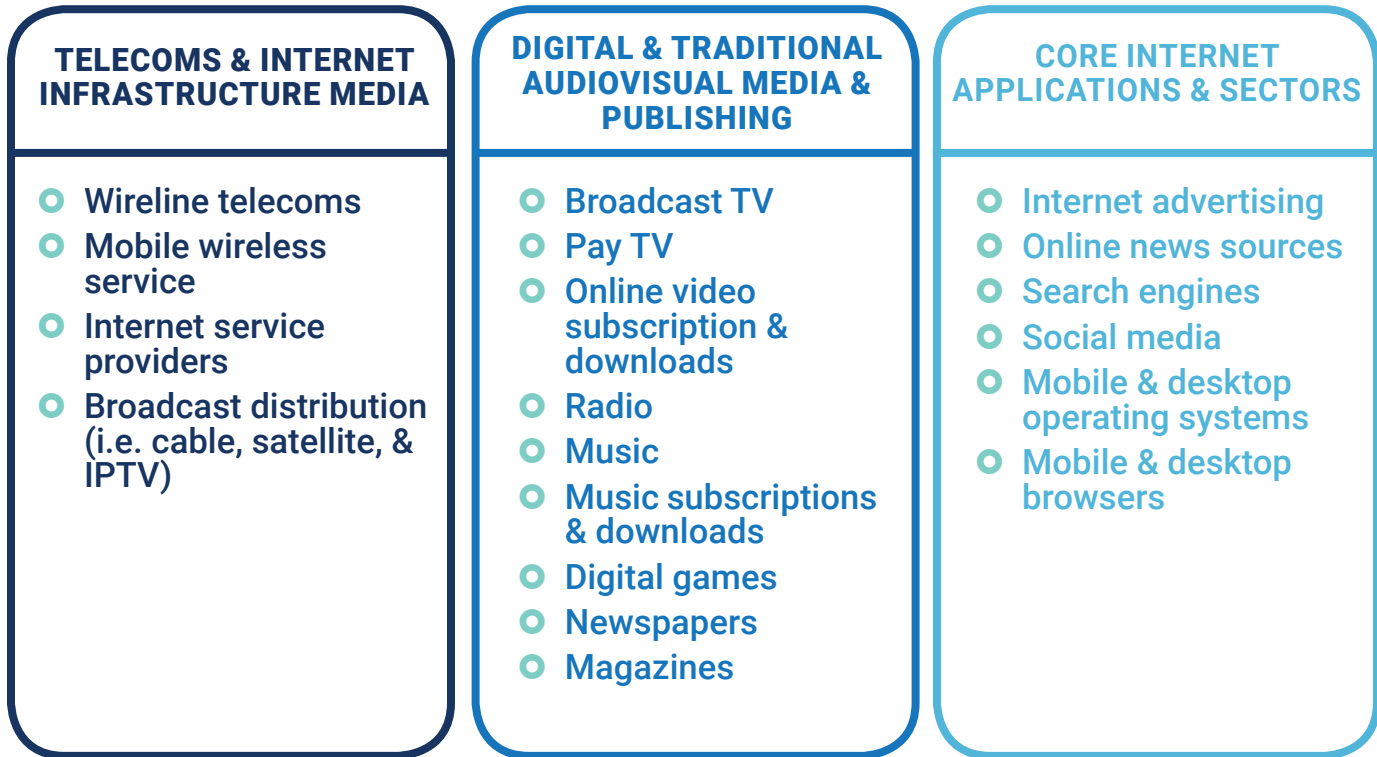 TELECOMS & INTERNET
INFRASTRUCTURE MEDIA
Wireline telecoms
Mobile wireless
service
Internet service
providers
Broadcast distribution
(i.e. cable, satellite, &
IPTV)
DIGITAL & TRADITIONAL
AUDIOVISUAL MEDIA &
PUBLISHING
Broadcast TV
Pay TV
Online video
subscription &
downloads
Radio
Music
Music subscriptions
& downloads
Digital games
Newspapers
Magazines
CORE INTERNET
APPLICATIONS & SECTORS
Internet advertising
Online news sources
Search engines
Social media
Mobile & desktop
operating systems
Mobile & desktop
browsers